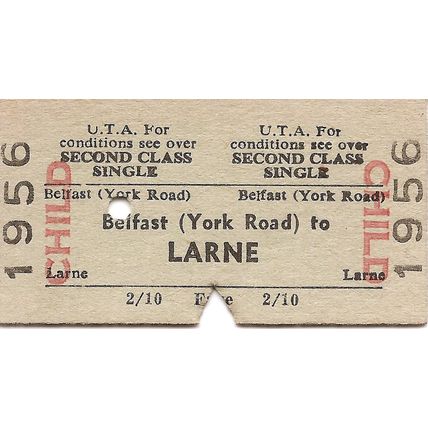 1956
CHILD
U.T.A. For U.T.A. For
conditions see over conditions see over
SECOND CLASS SECOND CLASS
SINGLE SINGLE
Belfast (York Road) Belfast (York Road)
Belfast (York Road) to
LARNE
Larne Larne
2/10 Fare 2/10
CHILD
1956